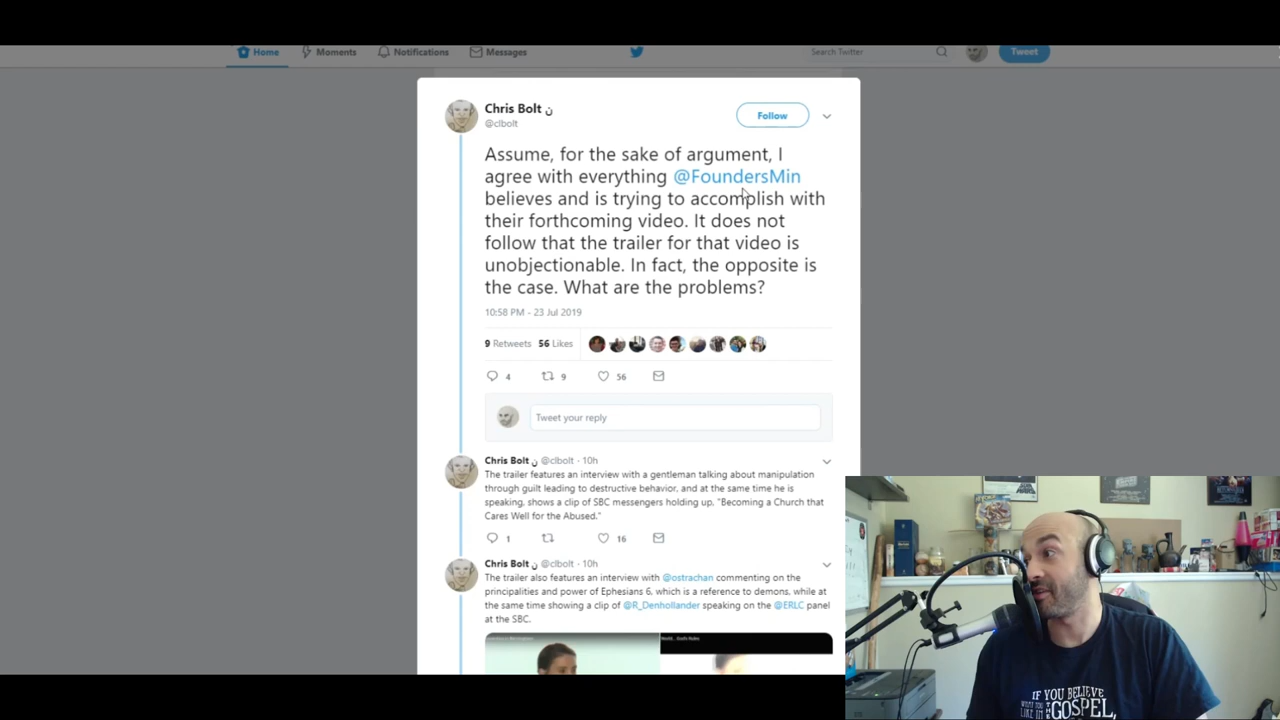 Home
Moments
Notifications
Messages
Search Twitter
Tweet
Chris Bolt ن
@clbolt
Follow
Assume, for the sake of argument, I
agree with everything @FoundersMin
believes and is trying to accomplish with
their forthcoming video. It does not
follow that the trailer for that video is
unobjectionable. In fact, the opposite is
the case. What are the problems?
10:58 PM - 23 Jul 2019
9 Retweets 56 Likes
4 9 56
Tweet your reply
Chris Bolt ن @clbolt · 10h
The trailer features an interview with a gentleman talking about manipulation
through guilt leading to destructive behavior, and at the same time he is
speaking, shows a clip of SBC messengers holding up, "Becoming a Church that
Cares Well for the Abused."
1 16
Chris Bolt ن @clbolt · 10h
The trailer also features an interview with @ostrachan commenting on the
principalities and power of Ephesians 6, which is a reference to demons, while at
the same time showing a clip of @R_Denhollander speaking on the @ERLC panel
at the SBC.
IF YOU BELIEVE
WHAT YOU
LIKE IN THE GOSPEL,